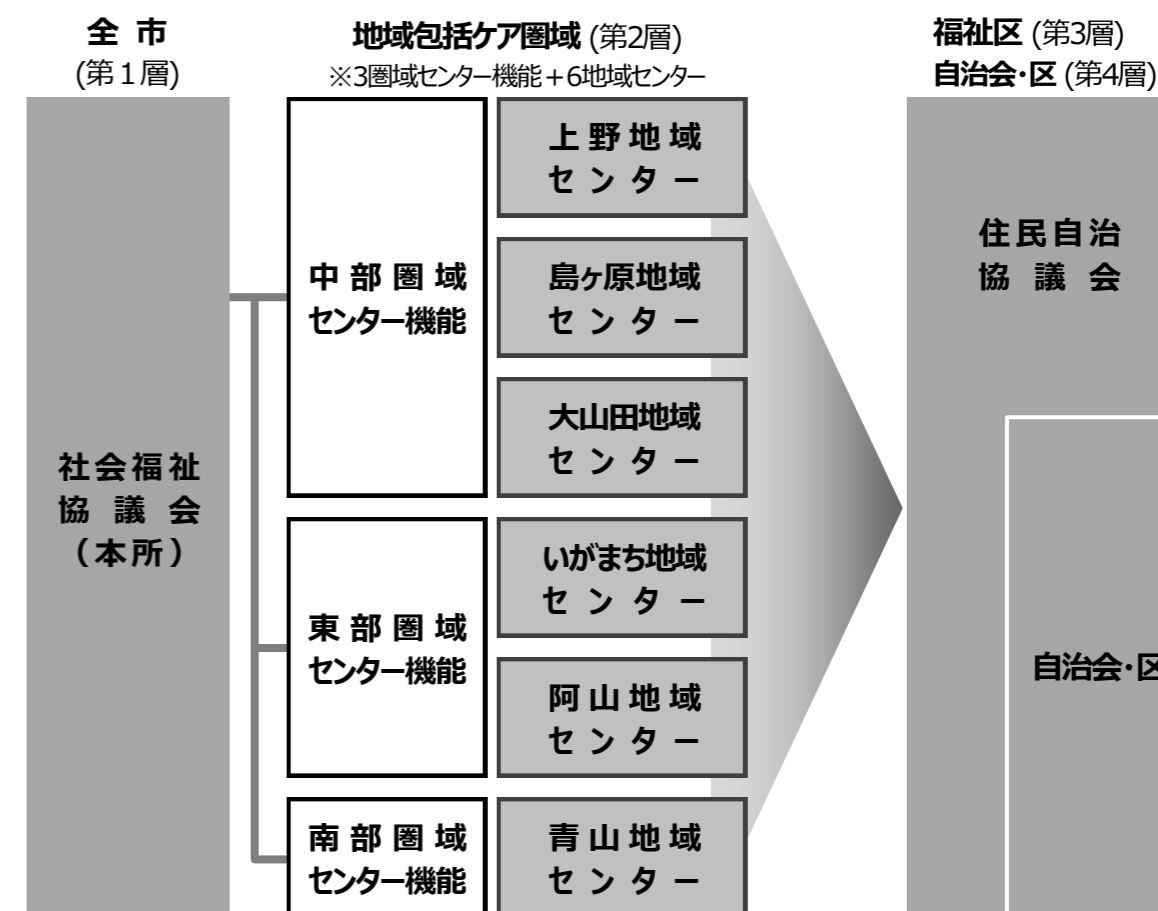 全 市
(第１層)
地域包括ケア圏域 (第2層)
※3圏域センター機能＋6地域センター
福祉区 (第3層)
自治会・区 (第4層)
社会福祉
協 議 会
（本所）
中部圏域
センター機能
上野地域
センター
島ヶ原地域
センター
大山田地域
センター
東部圏域
センター機能
いがまち地域
センター
阿山地域
センター
南部圏域
センター機能
青山地域
センター
住民自治
協 議 会
自治会・区